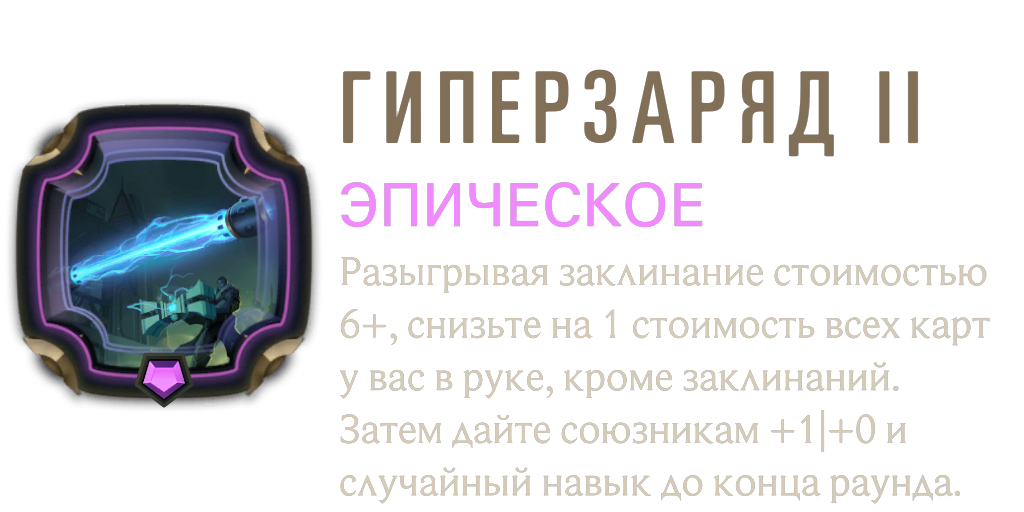 ГИПЕРЗАРЯД II
ЭПИЧЕСКОЕ
Разыгрывая заклинание стоимостью
6+, снизьте на 1 стоимость всех карт
у вас в руке, кроме заклинаний.
Затем дайте союзникам +1|+0 и
случайный навык до конца раунда.